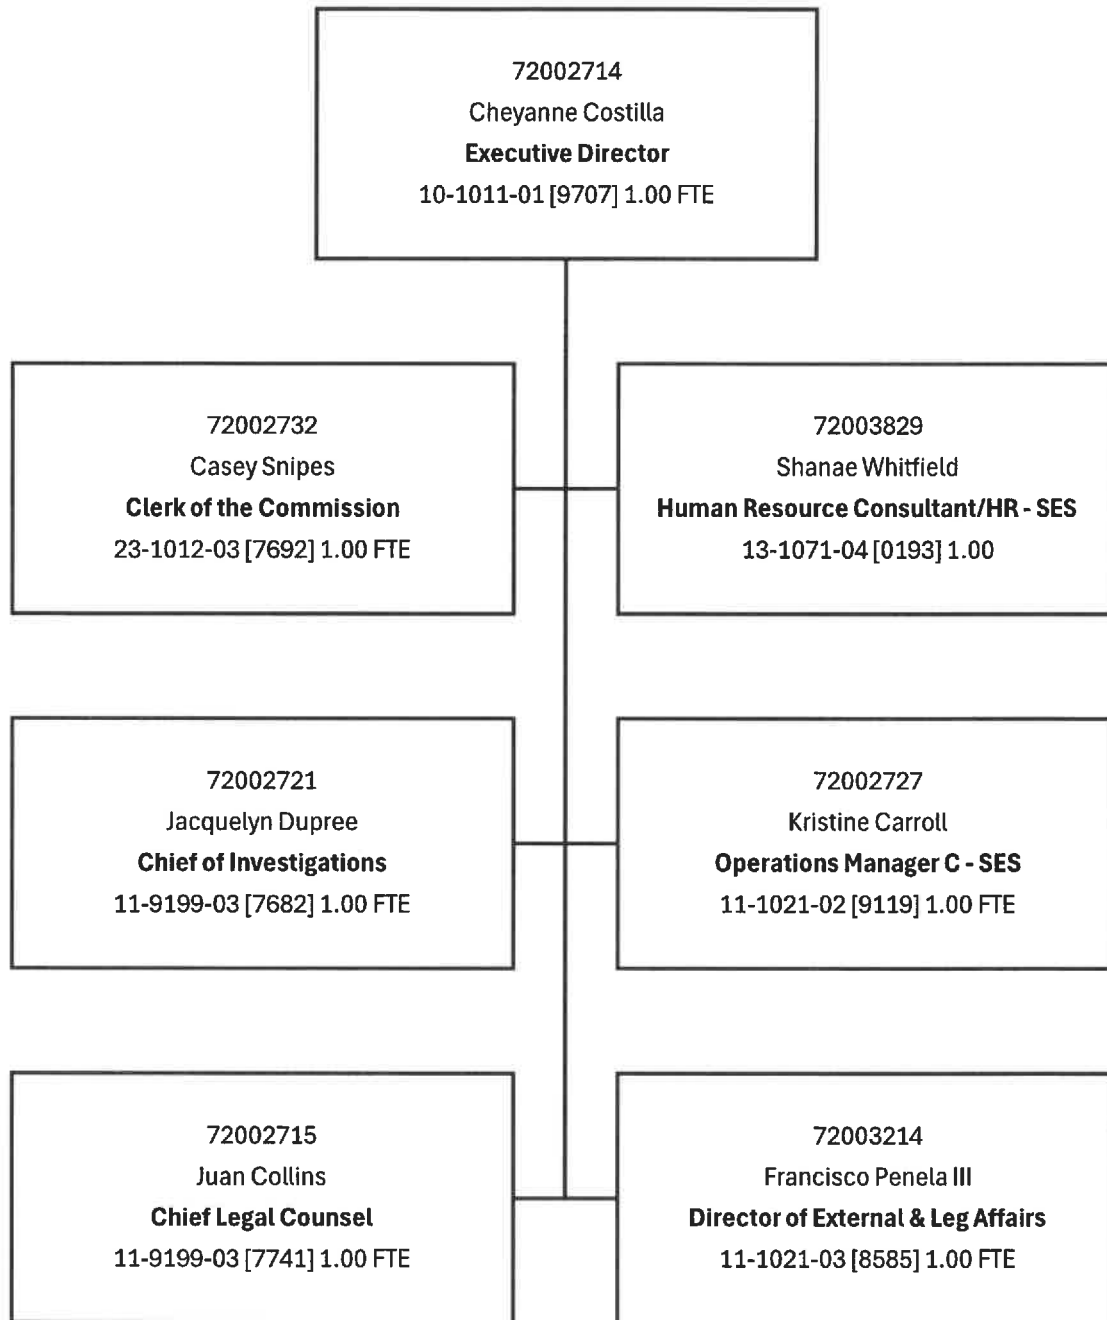 72002714
Cheyanne Costilla
Executive Director
10-1011-01 [9707] 1.00 FTE
72002732
Casey Snipes
Clerk of the Commission
23-1012-03 [7692] 1.00 FTE
72003829
Shanae Whitfield
Human Resource Consultant/HR - SES
13-1071-04 [0193] 1.00
72002721
Jacquelyn Dupree
Chief of Investigations
11-9199-03 [7682] 1.00 FTE
72002727
Kristine Carroll
Operations Manager C - SES
11-1021-02 [9119] 1.00 FTE
72002715
Juan Collins
Chief Legal Counsel
11-9199-03 [7741] 1.00 FTE
72003214
Francisco Penela III
Director of External & Leg Affairs
11-1021-03 [8585] 1.00 FTE